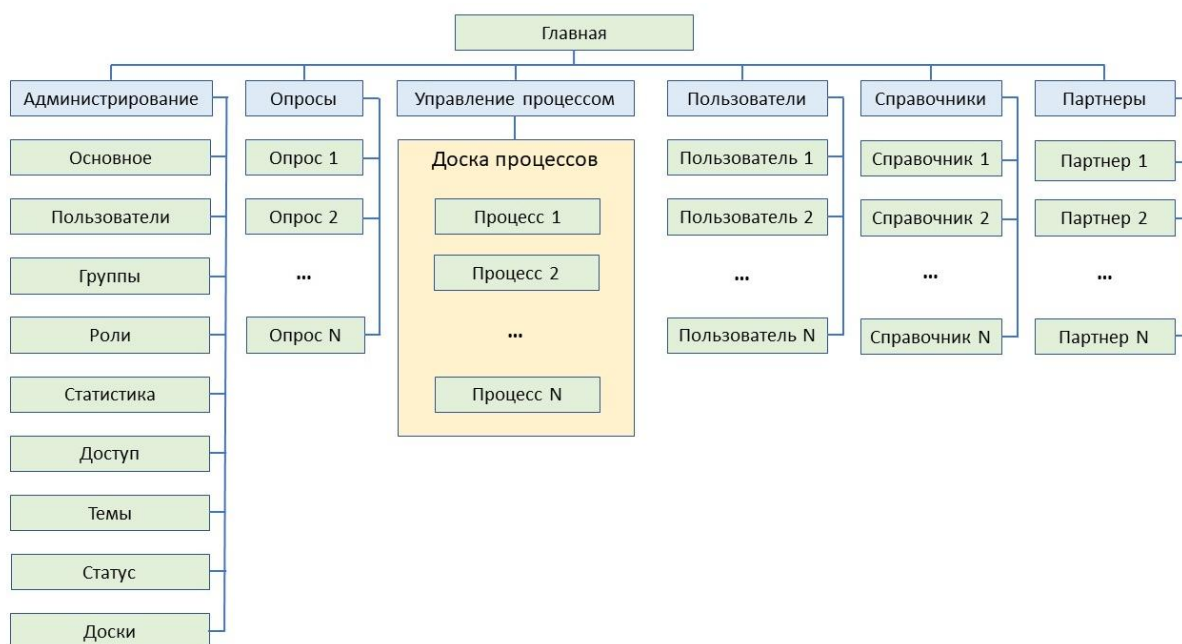 Главная
Администрирование
Основное
Пользователи
Группы
Роли
Статистика
Доступ
Темы
Статус
Доски
Опросы
Опрос 1
Опрос 2
...
Опрос N
Управление процессом
Доска процессов
Процесс 1
Процесс 2
...
Процесс N
Пользователи
Пользователь 1
Пользователь 2
...
Пользователь N
Справочники
Справочник 1
Справочник 2
...
Справочник N
Партнеры
Партнер 1
Партнер 2
...
Партнер N